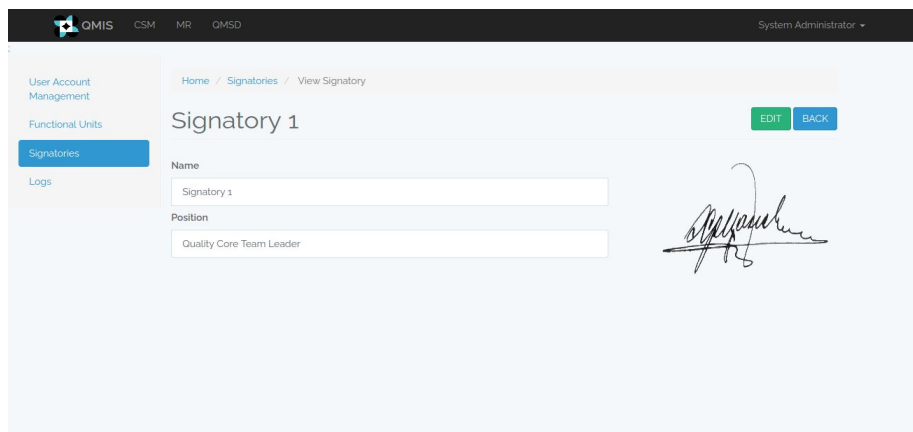 QMIS CSM MR QMSD System Administrator
User Account
Management
Functional Units
Signatories
Logs
Home / Signatories / View Signatory
Signatory 1
EDIT BACK
Name
Signatory 1
Position
Quality Core Team Leader